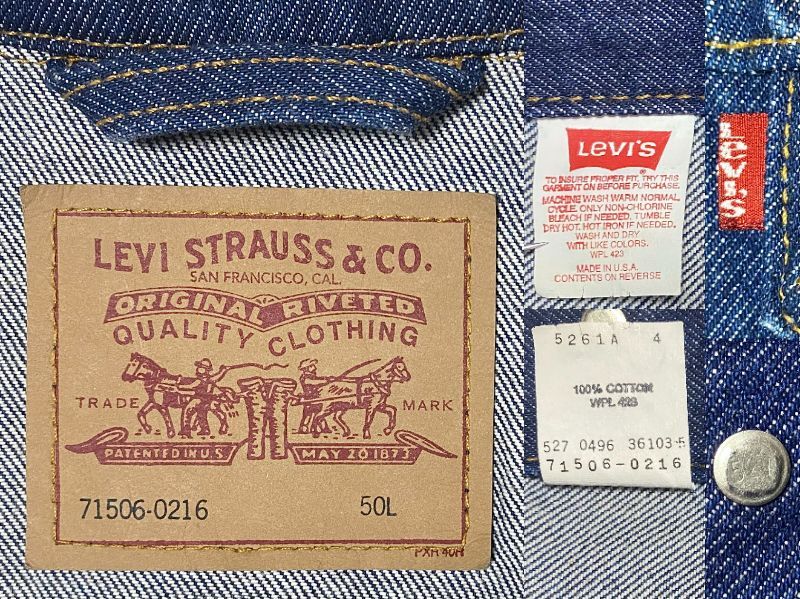 LEVI STRAUSS & CO.
SAN FRANCISCO, CAL.
ORIGINAL RIVETED
QUALITY CLOTHING
TRADE MARK
PATENTED IN U.S. MAY 20 1873
71506-0216 50L
LEVI'S
TO INSURE PROPER FIT, TRY THIS
GARMENT ON BEFORE PURCHASE.
MACHINE WASH WARM NORMAL
CYCLE. ONLY NON-CHLORINE
BLEACH IF NEEDED, TUMBLE
DRY HOT. HOT IRON IF NEEDED.
WASH AND DRY
WITH LIKE COLORS.
WPL 423
MADE IN U.S.A.
CONTENTS ON REVERSE
5261A 4
100% COTTON
WPL 423
527 0496 36103-5
71506-0216
LEVI'S